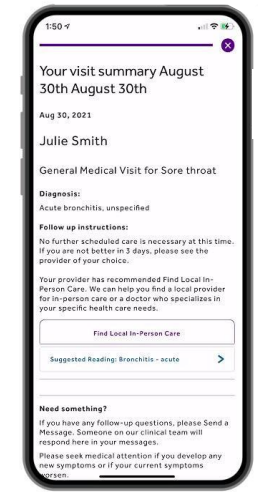 1:50
Your visit summary August
30th August 30th
Aug 30, 2021
Julie Smith
General Medical Visit for Sore throat
Diagnosis:
Acute bronchitis, unspecified
Follow up instructions:
No further scheduled care is necessary at this time.
If you are not better in 3 days, please see the
provider of your choice.
Your provider has recommended Find Local In-
Person Care. We can help you find a local provider
for in-person care or a doctor who specializes in
your specific health care needs.
Find Local In-Person Care
Suggested Reading: Bronchitis - acute
Need something?
If you have any follow-up questions, please Send a
Message. Someone on our clinical team will
respond here in your messages.
Please seek medical attention if you develop any
new symptoms or if your current symptoms
worsen.